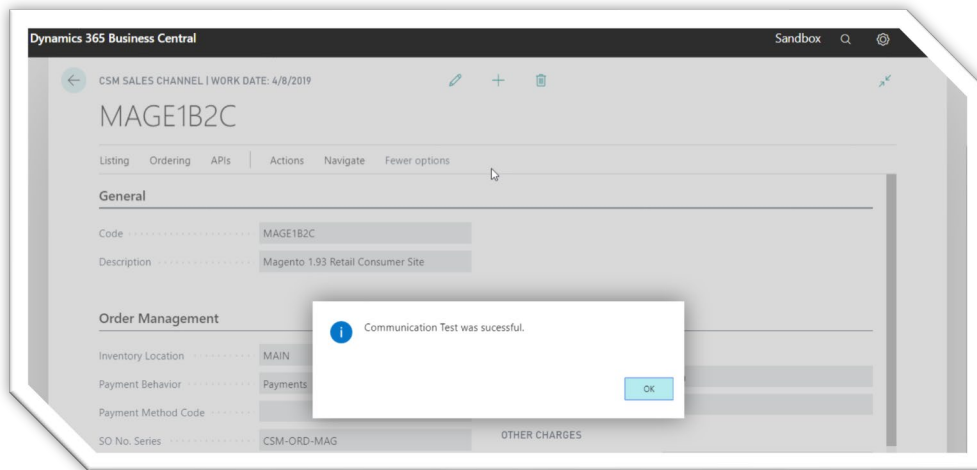 Dynamics 365 Business Central Sandbox
CSM SALES CHANNEL | WORK DATE: 4/8/2019
MAGE1B2C
Listing Ordering APIs Actions Navigate Fewer options
General
Code MAGE1B2C
Description Magento 1.93 Retail Consumer Site
Order Management
Communication Test was sucessful.
Inventory Location MAIN
Payment Behavior Payments
OK
Payment Method Code
SO No. Series CSM-ORD-MAG
OTHER CHARGES